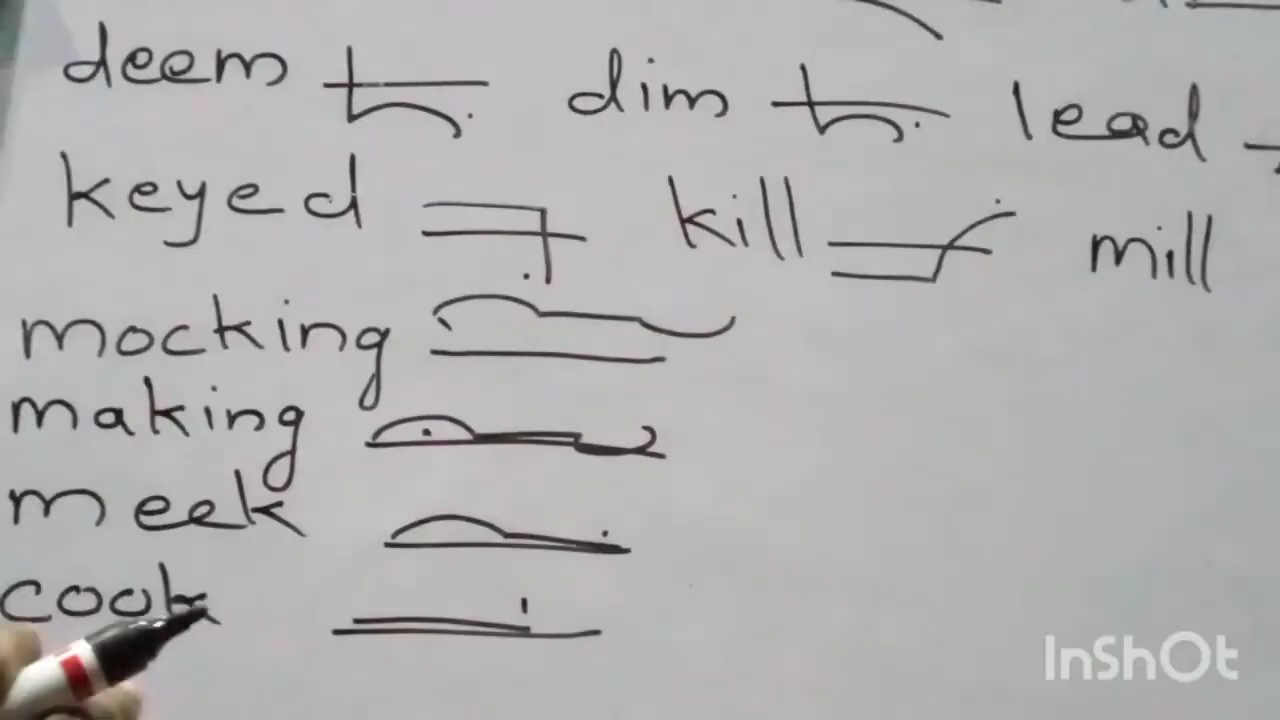 deem dim lead
keyed kill mill
mocking
making
meek
cook
InShOt